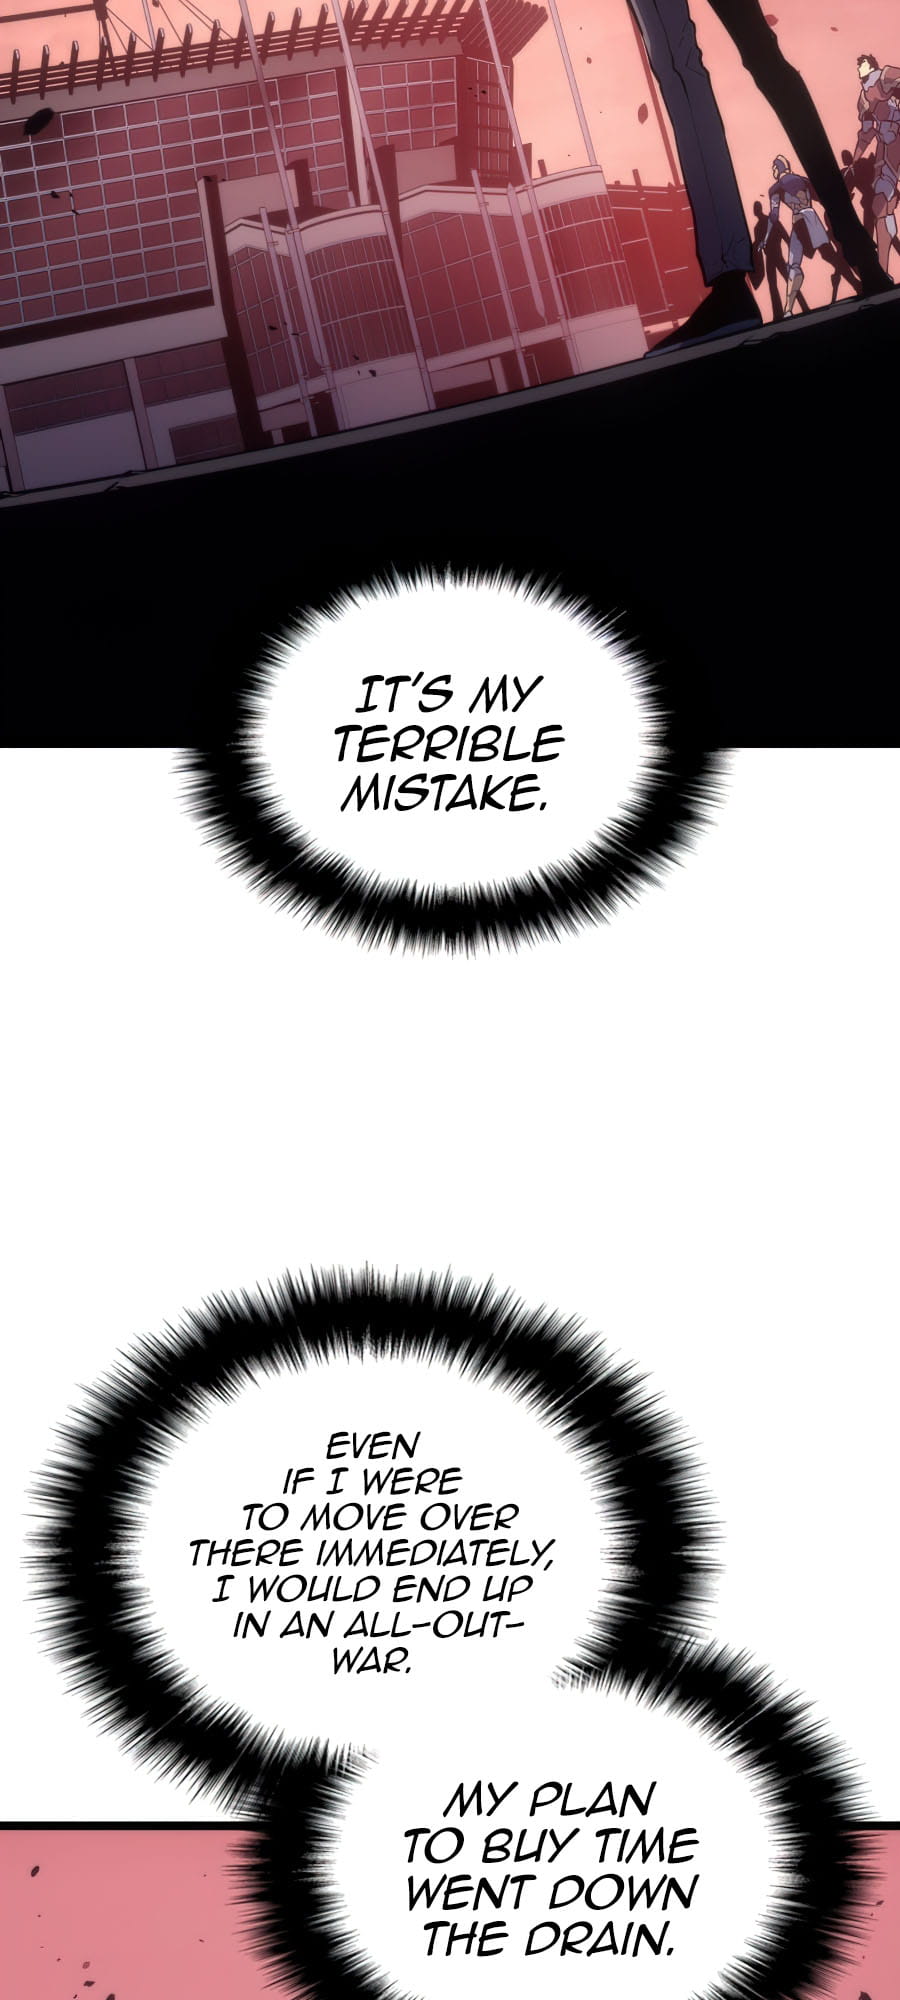 IT'S MY
TERRIBLE
MISTAKE.
EVEN
IF I WERE
TO MOVE OVER
THERE IMMEDIATELY,
I WOULD END UP
IN AN ALL-OUT-
WAR.
MY PLAN
TO BUY TIME
WENT DOWN
THE DRAIN.